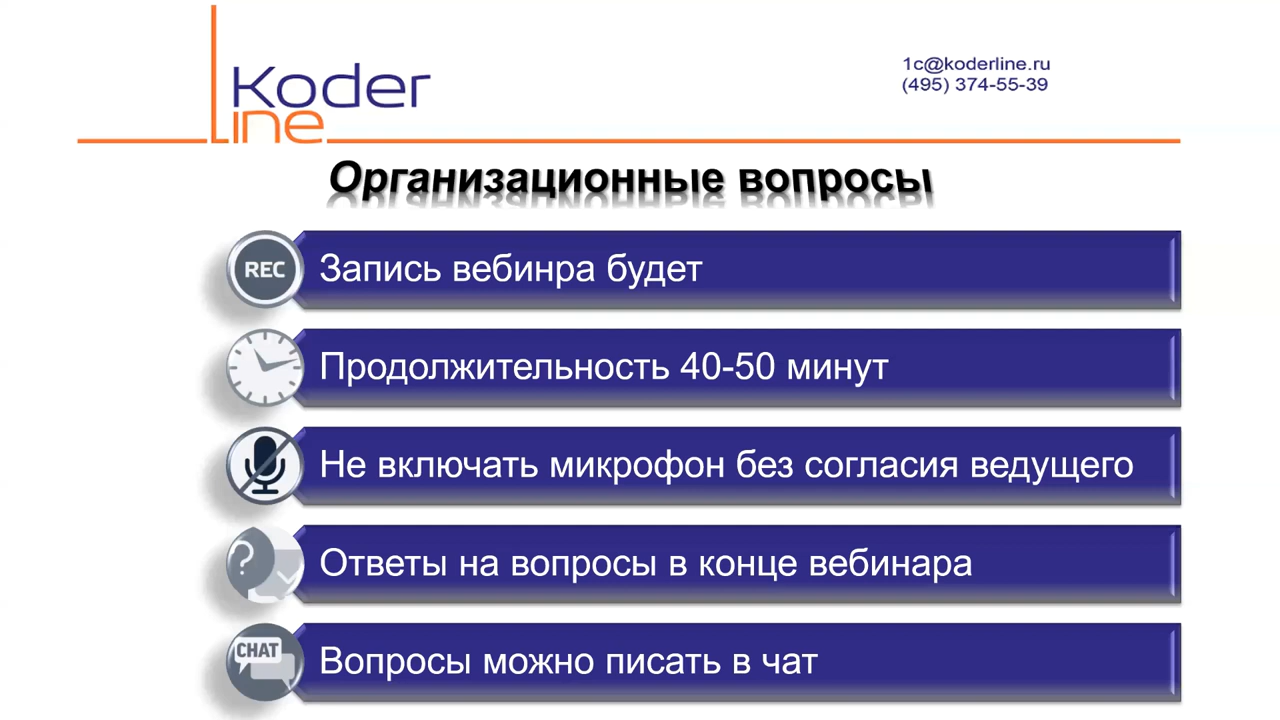 Koder
Line
1c@koderline.ru
(495) 374-55-39
Организационные вопросы
REC
Запись вебинра будет
Продолжительность 40-50 минут
Не включать микрофон без согласия ведущего
?
Ответы на вопросы в конце вебинара
CHAT
Вопросы можно писать в чат